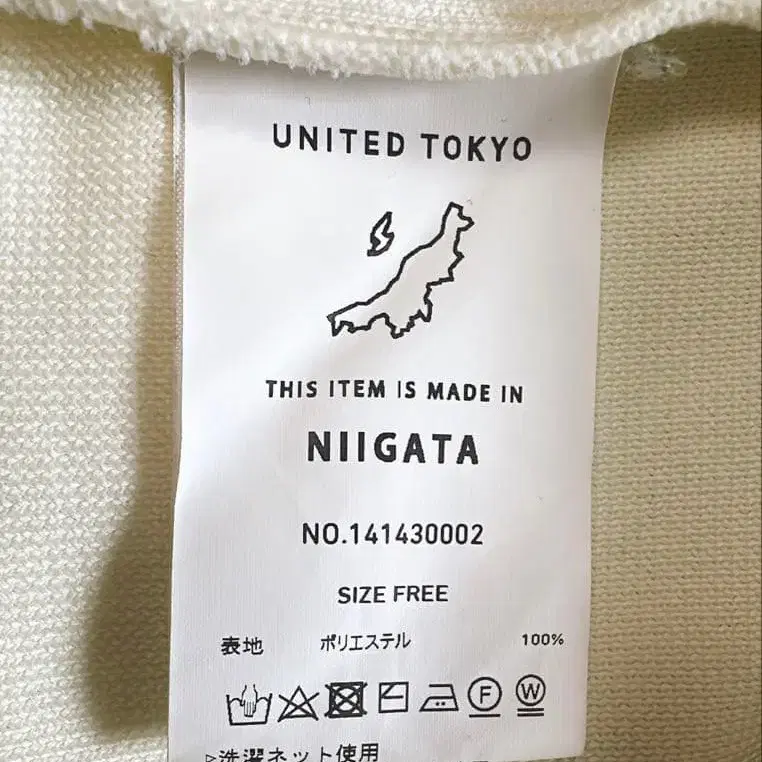 UNITED TOKYO
THIS ITEM IS MADE IN
NIIGATA
NO.141430002
SIZE FREE
表地 ポリエステル 100%
F W
▷洗濯ネット使用